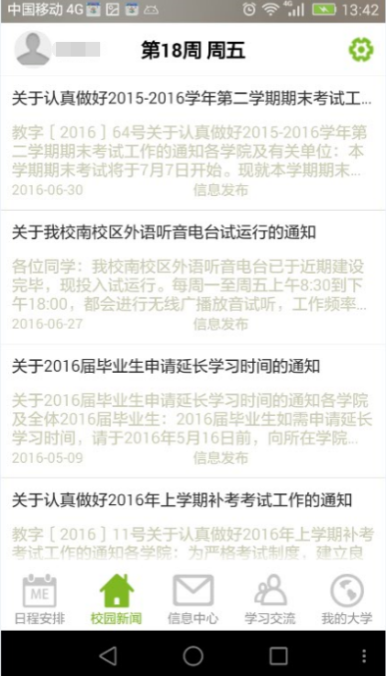 中国移动 4G 4G 13:42
第18周 周五
关于认真做好2015-2016学年第二学期期末考试工...
教字［2016］64号关于认真做好2015-2016学年第
二学期期末考试工作的通知各学院及有关单位：本
学期期末考试将于7月7日开始。现就本学期期末...
2016-06-30 信息发布
关于我校南校区外语听音电台试运行的通知
各位同学：我校南校区外语听音电台已于近期建设
完毕，现投入试运行。每周一至周五上午8:30到下
午18:00，都会进行无线广播放音试听，工作频率...
2016-06-27 信息发布
关于2016届毕业生申请延长学习时间的通知
关于2016届毕业生申请延长学习时间的通知各学院
及全体2016届毕业生：2016届毕业生如需申请延长
学习时间，请于2016年5月16日前，向所在学院...
2016-05-09 信息发布
关于认真做好2016年上学期补考考试工作的通知
教字［2016］11号关于认真做好2016年上学期补考
考试工作的通知各学院：为严格考试制度，建立良
ME
日程安排 校园新闻 信息中心 学习交流 我的大学